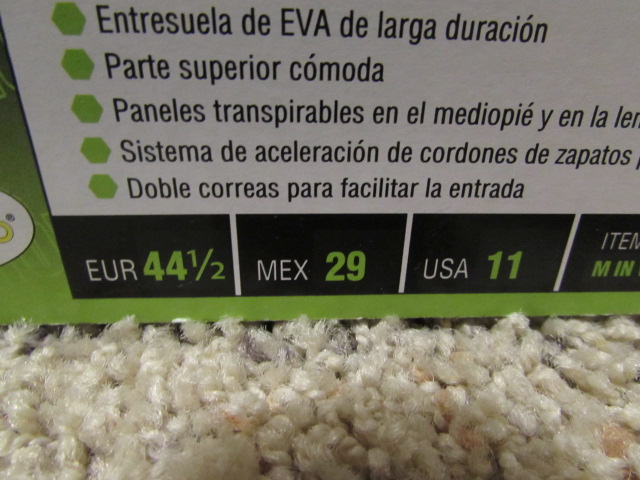 Entresuela de EVA de larga duración
Parte superior cómoda
Paneles transpirables en el mediopié y en la
Sistema de aceleración de cordones de zapatos
Doble correas para facilitar la entrada
EUR 44½ MEX 29 USA 11 ITEM
M IN